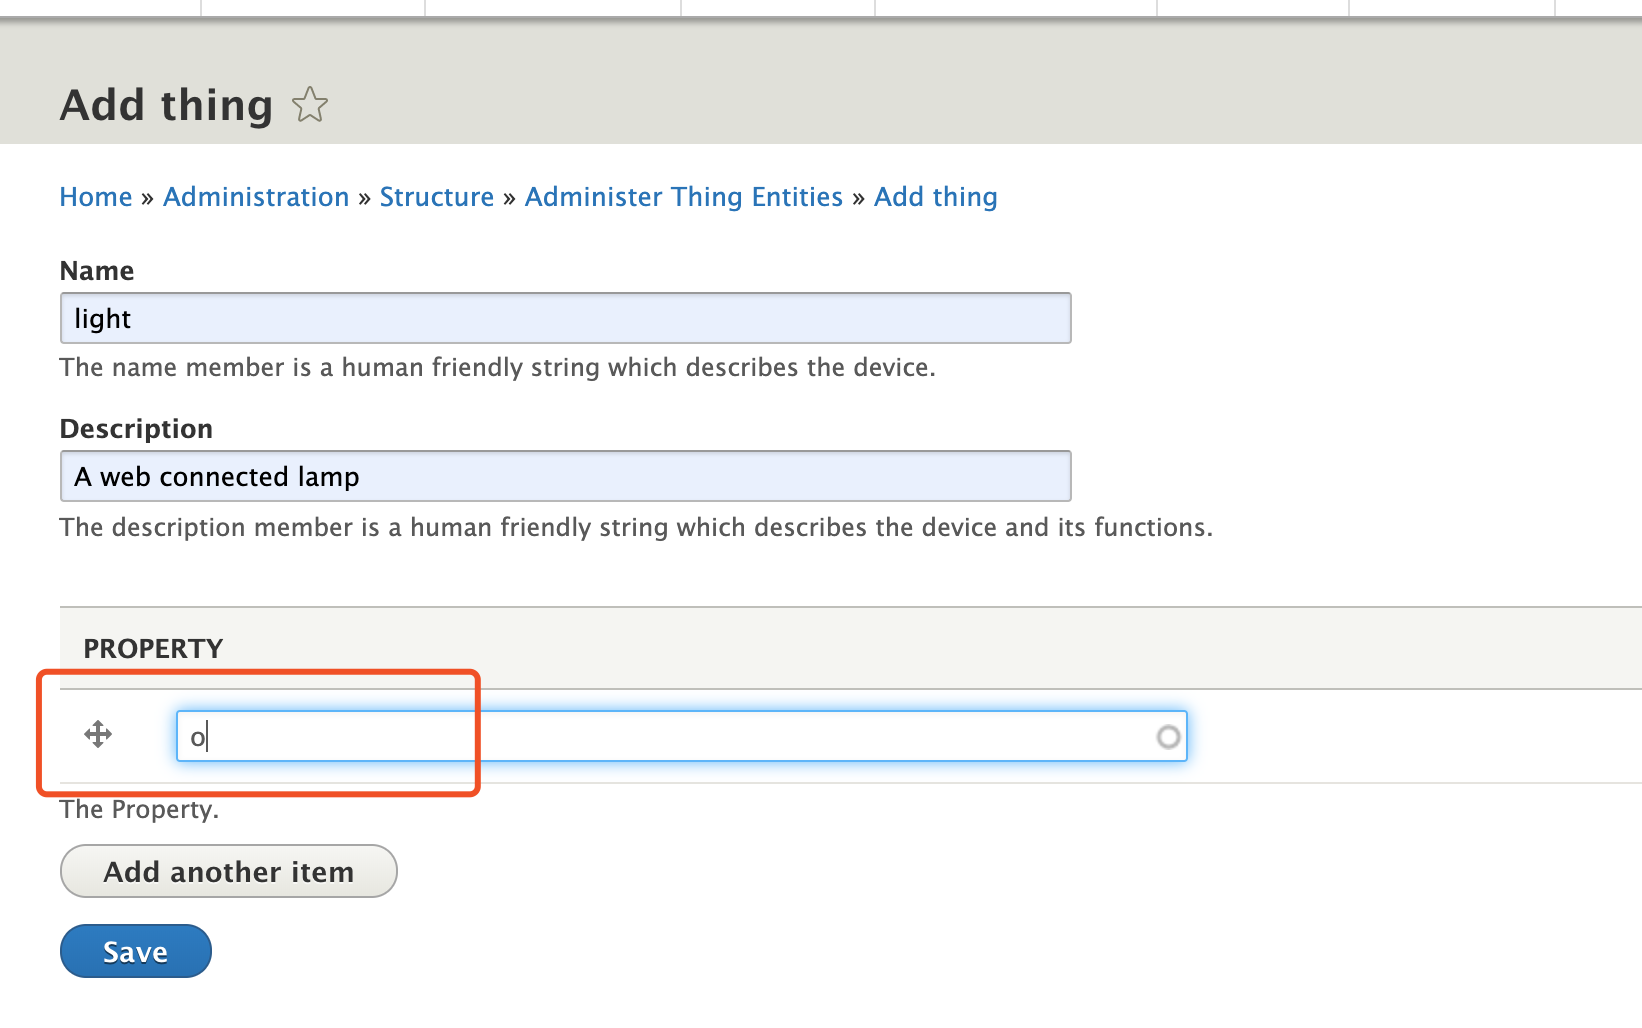 Add thing
Home » Administration » Structure » Administer Thing Entities » Add thing
Name
light
The name member is a human friendly string which describes the device.
Description
A web connected lamp
The description member is a human friendly string which describes the device and its functions.
PROPERTY
o
The Property.
Add another item
Save